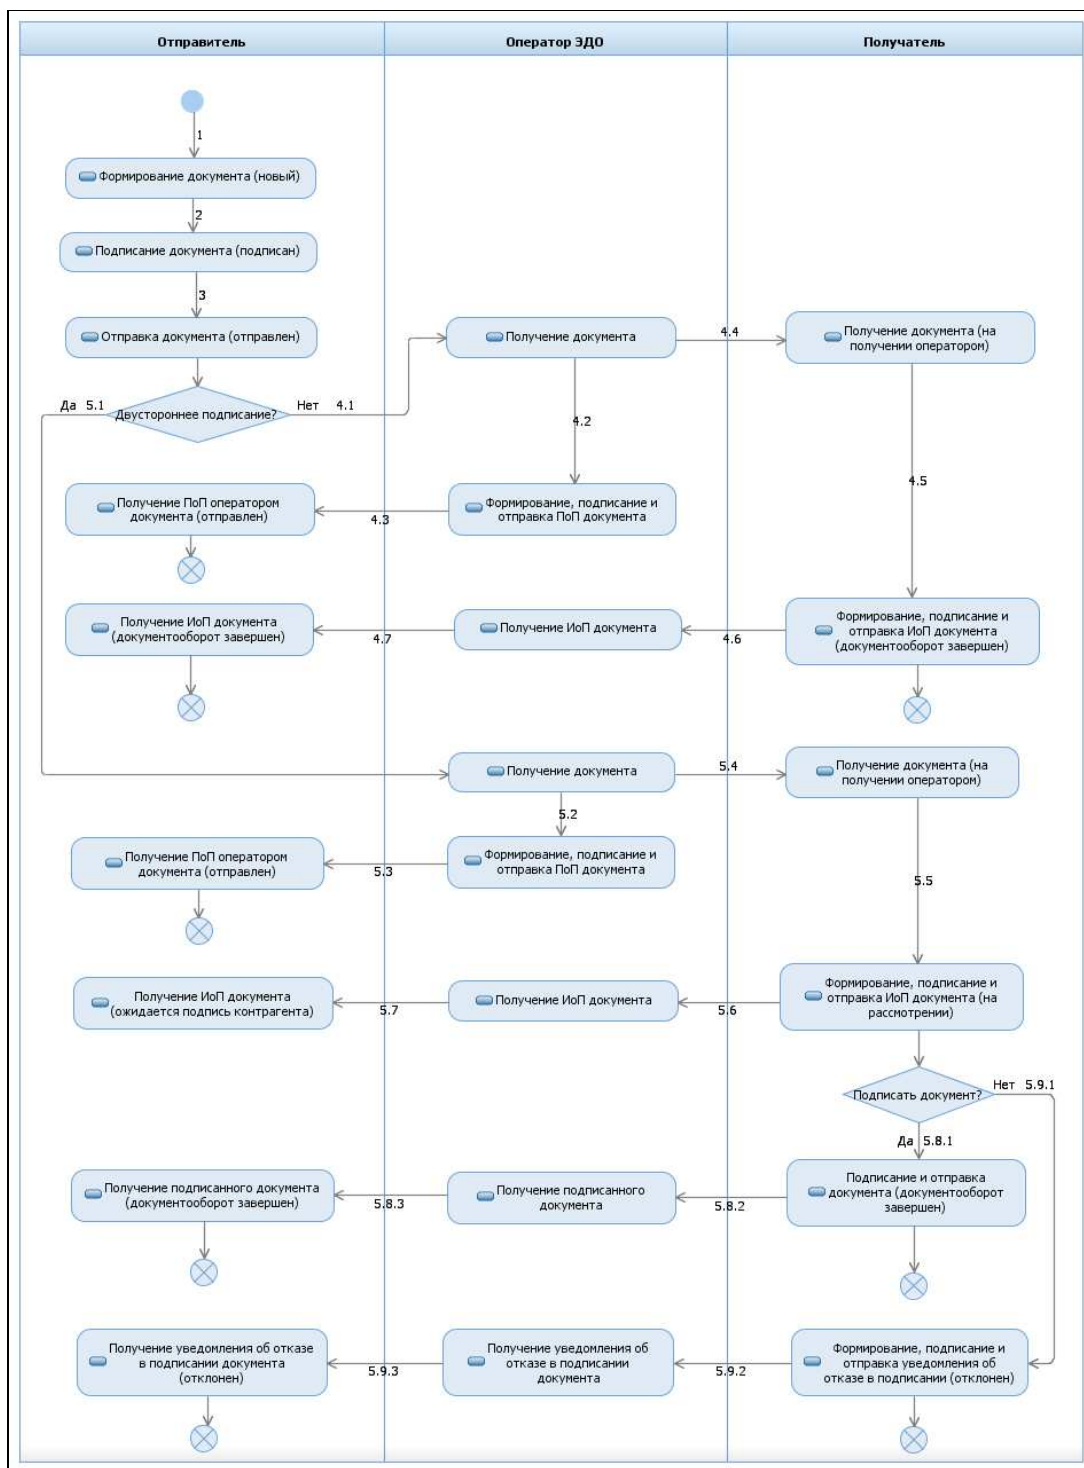 Отправитель
Оператор ЭДО
Получатель
1
Формирование документа (новый)
2
Подписание документа (подписан)
3
Отправка документа (отправлен)
Получение документа
4.4
Получение документа (на
получении оператором)
Да 5.1
Двустороннее подписание?
Нет 4.1
4.2
4.5
Получение ПоП оператором
документа (отправлен)
4.3
Формирование, подписание и
отправка ПоП документа
Получение ИоП документа
(документооборот завершен)
4.7
Получение ИоП документа
4.6
Формирование, подписание и
отправка ИоП документа
(документооборот завершен)
Получение документа
5.4
Получение документа (на
получении оператором)
5.2
Получение ПоП оператором
документа (отправлен)
5.3
Формирование, подписание и
отправка ПоП документа
5.5
Получение ИоП документа
(ожидается подпись контрагента)
5.7
Получение ИоП документа
5.6
Формирование, подписание и
отправка ИоП документа (на
рассмотрении)
Подписать документ?
Нет 5.9.1
Да 5.8.1
Получение подписанного документа
(документооборот завершен)
5.8.3
Получение подписанного
документа
5.8.2
Подписание и отправка
документа (документооборот
завершен)
Получение уведомления об отказе
в подписании документа
(отклонен)
5.9.3
Получение уведомления об
отказе в подписании
документа
5.9.2
Формирование, подписание и
отправка уведомления об
отказе в подписании (отклонен)